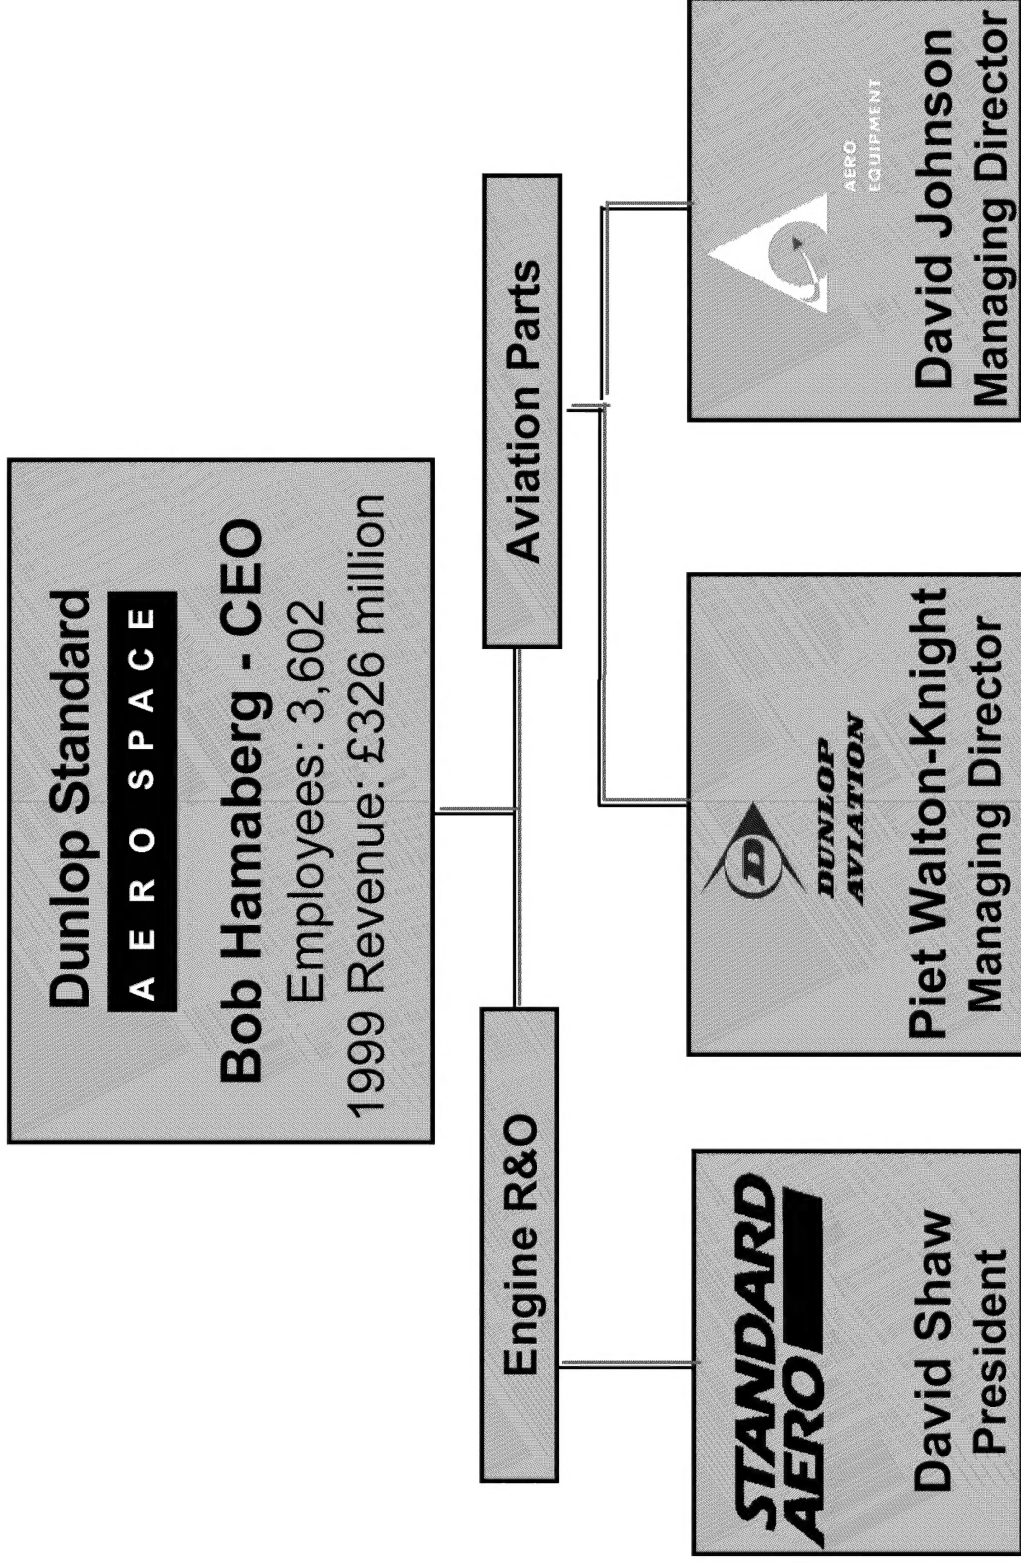 Dunlop Standard
AEROSPACE
Bob Hamaberg - CEO
Employees: 3,602
1999 Revenue: £326 million
Engine R&O
Aviation Parts
STANDARD
AERO
David Shaw
President
D
DUNLOP
AVIATION
Piet Walton-Knight
Managing Director
AERO
EQUIPMENT
David Johnson
Managing Director